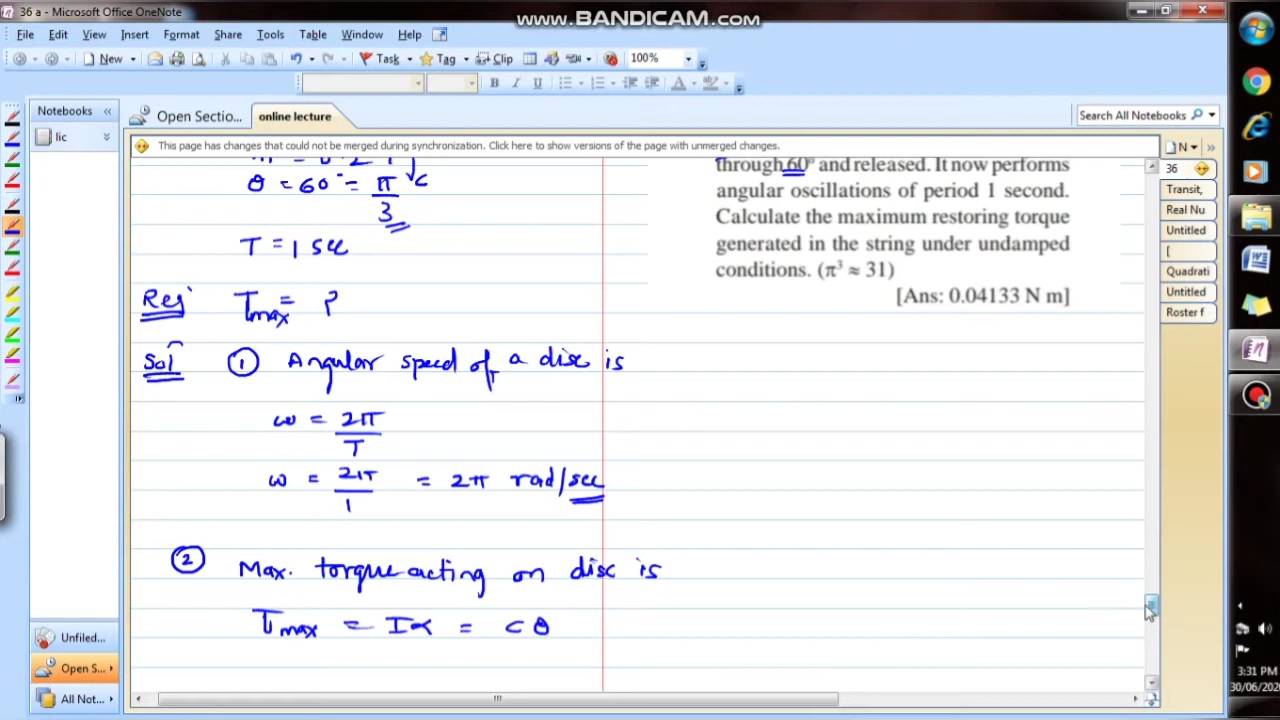 36 a - Microsoft Office OneNote
www.BANDICAM.com
File Edit View Insert Format Share Tools Table Window Help
New Task Tag Clip 100%
B I U A
Notebooks «
lic
Open Sectio... online lecture
Search All Notebooks
This page has changes that could not be merged during synchronization. Click here to show versions of the page with unmerged changes.
N »
36
Transit,
Real Nu
Untitled
[
Quadrati
Untitled
Roster f
through 60° and released. It now performs
angular oscillations of period 1 second.
Calculate the maximum restoring torque
generated in the string under undamped
conditions. (π³ ≈ 31)
[Ans: 0.04133 N m]
θ = 60° = π/3 c
T = 1 sec
Req τmax = ?
Sol ① Angular speed of a disc is
ω = 2π/T
ω = 2π/1 = 2π rad/sec
② Max. torque acting on disc is
τmax = Iα = cθ
Unfiled...
Open S...
All Not...
3:31 PM
30/06/202